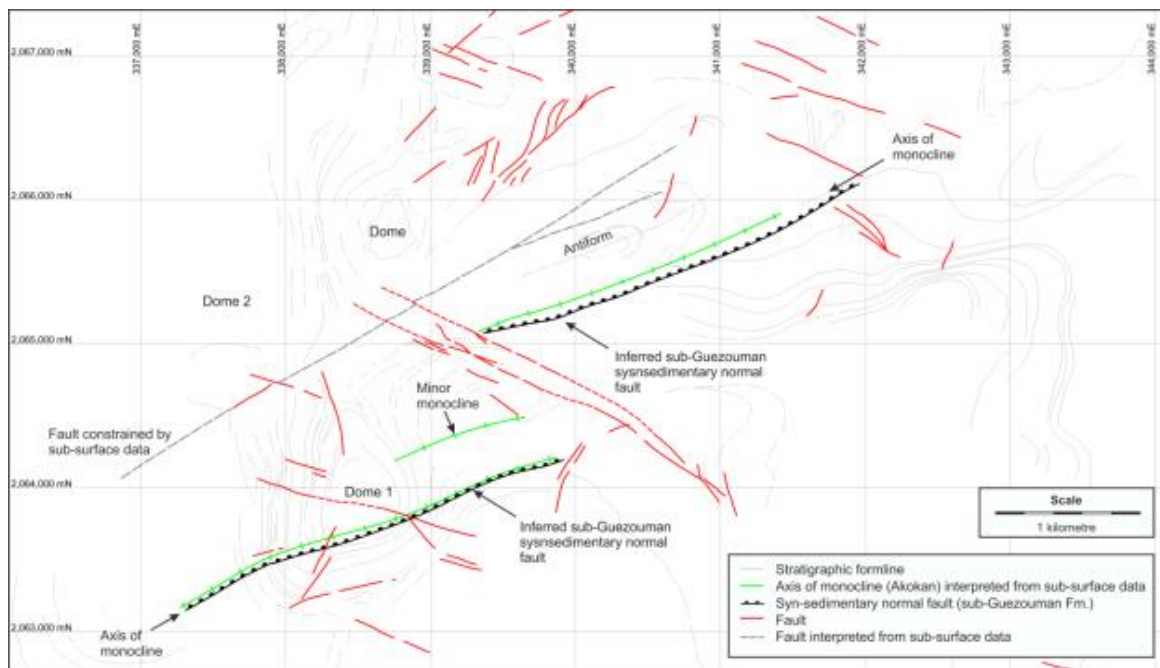 337,000 mE
338,000 mE
339,000 mE
340,000 mE
341,000 mE
342,000 mE
343,000 mE
344,000 mE
2,067,000 mN
2,066,000 mN
2,065,000 mN
2,064,000 mN
2,063,000 mN
Axis of
monocline
Dome
Antiform
Dome 2
Inferred sub-Guezouman
sysnsedimentary normal
fault
Minor
monocline
Fault constrained by
sub-surface data
Dome 1
Inferred sub-Guezouman
sysnsedimentary normal
fault
Axis of
monocline
Scale
1 kilometre
Stratigraphic formline
Axis of monocline (Akokan) interpreted from sub-surface data
Syn-sedimentary normal fault (sub-Guezouman Fm.)
Fault
Fault interpreted from sub-surface data